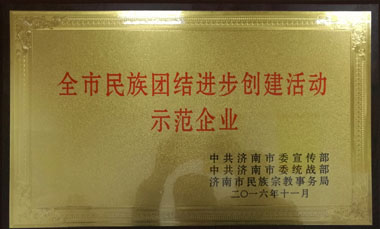 全市民族团结进步创建活动
示范企业
中共济南市委宣传部
中共济南市委统战部
济南市民族宗教事务局
二〇一六年十一月